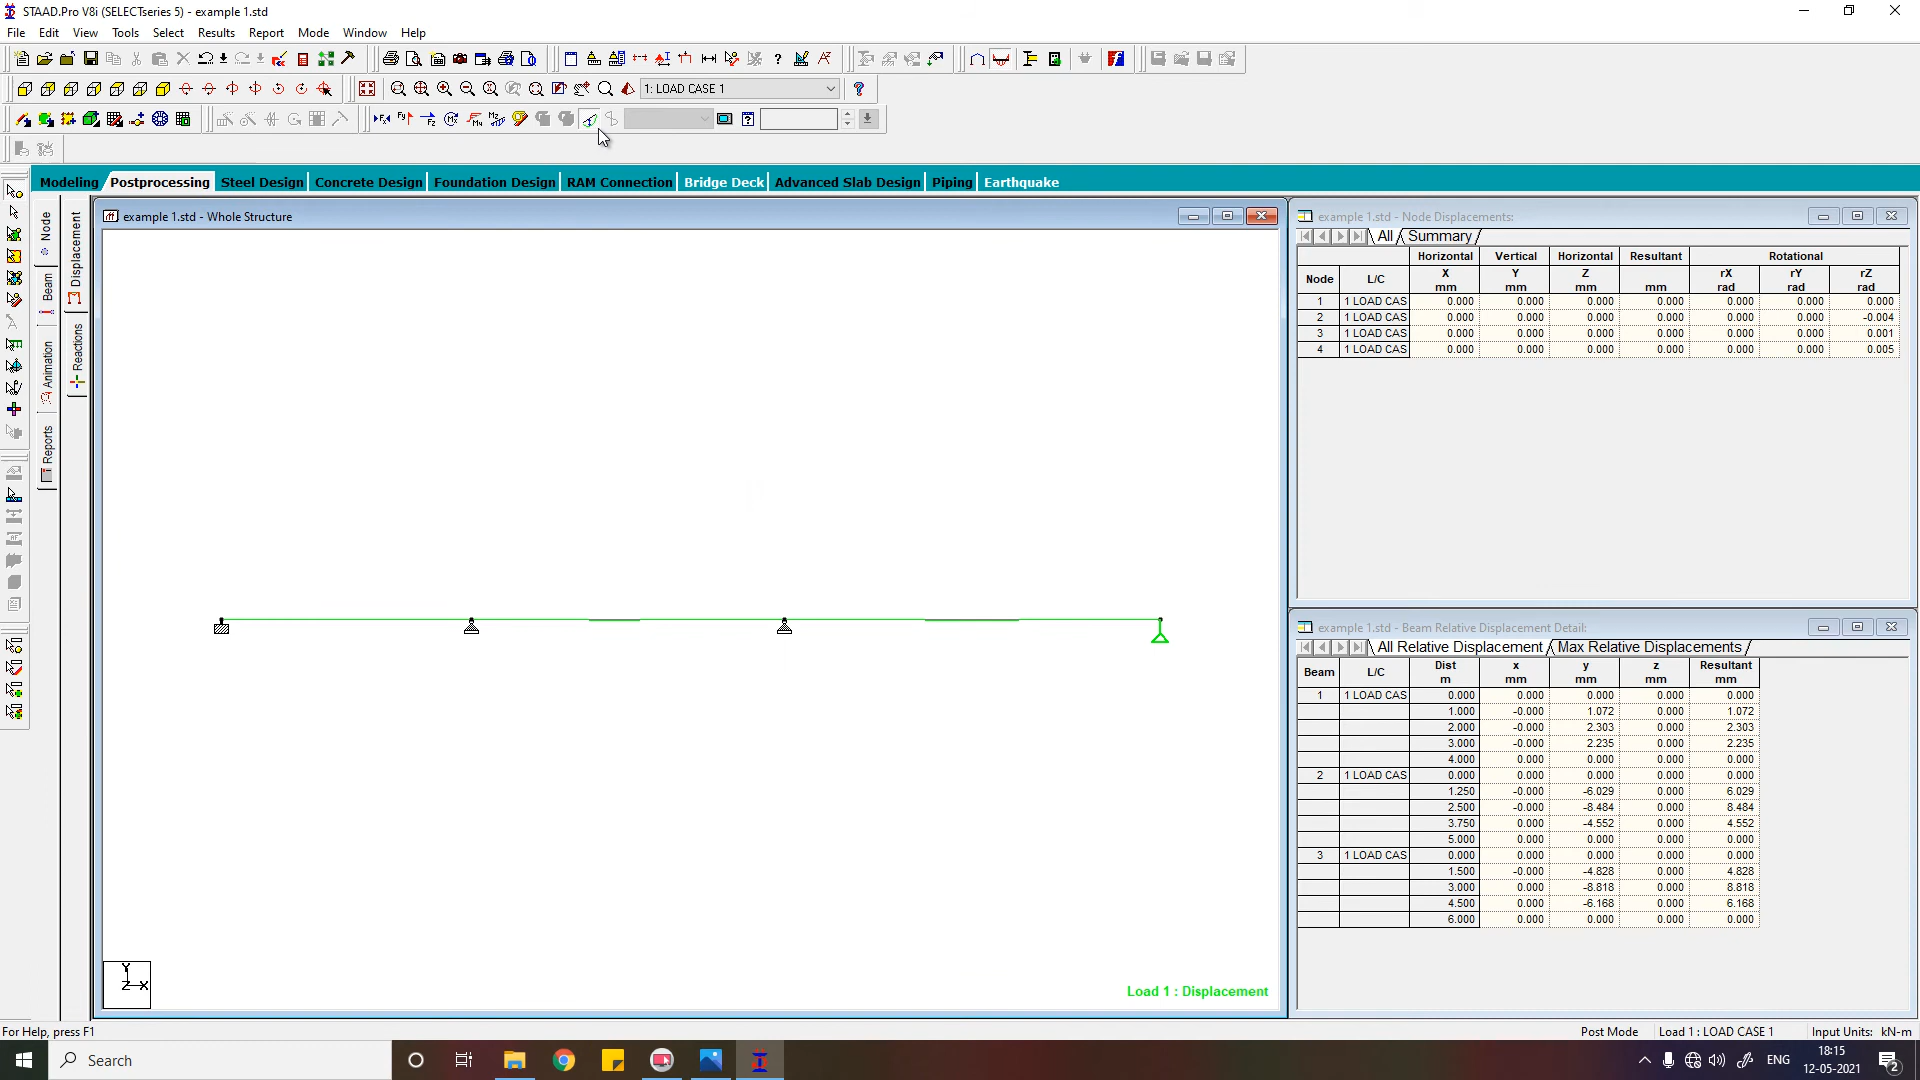 STAAD.Pro V8i (SELECTseries 5) - example 1.std
File Edit View Tools Select Results Report Mode Window Help
1: LOAD CASE 1
Modeling Postprocessing Steel Design Concrete Design Foundation Design RAM Connection Bridge Deck Advanced Slab Design Piping Earthquake
Node
Beam
Animation
Reports
Displacement
Reactions
example 1.std - Whole Structure
Y
Z X
Load 1 : Displacement
example 1.std - Node Displacements:
All Summary
Horizontal Vertical Horizontal Resultant Rotational
Node L/C X Y Z rX rY rZ
mm mm mm mm rad rad rad
1 1 LOAD CAS 0.000 0.000 0.000 0.000 0.000 0.000 0.000
2 1 LOAD CAS 0.000 0.000 0.000 0.000 0.000 0.000 -0.004
3 1 LOAD CAS 0.000 0.000 0.000 0.000 0.000 0.000 0.001
4 1 LOAD CAS 0.000 0.000 0.000 0.000 0.000 0.000 0.005
example 1.std - Beam Relative Displacement Detail:
All Relative Displacement Max Relative Displacements
Beam L/C Dist x y z Resultant
m mm mm mm mm
1 1 LOAD CAS 0.000 0.000 0.000 0.000 0.000
1.000 -0.000 1.072 0.000 1.072
2.000 -0.000 2.303 0.000 2.303
3.000 -0.000 2.235 0.000 2.235
4.000 0.000 0.000 0.000 0.000
2 1 LOAD CAS 0.000 0.000 0.000 0.000 0.000
1.250 -0.000 -6.029 0.000 6.029
2.500 -0.000 -8.484 0.000 8.484
3.750 0.000 -4.552 0.000 4.552
5.000 0.000 0.000 0.000 0.000
3 1 LOAD CAS 0.000 0.000 0.000 0.000 0.000
1.500 -0.000 -4.828 0.000 4.828
3.000 0.000 -8.818 0.000 8.818
4.500 0.000 -6.168 0.000 6.168
6.000 0.000 0.000 0.000 0.000
For Help, press F1
Post Mode Load 1 : LOAD CASE 1 Input Units: kN-m
Search
ENG
18:15
12-05-2021
2